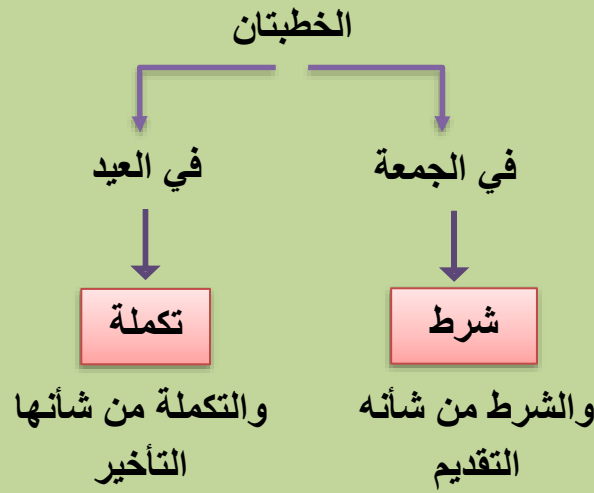 الخطبتان
في الجمعة
في العيد
شرط
تكملة
والشرط من شأنه
التقديم
والتكملة من شأنها
التأخير